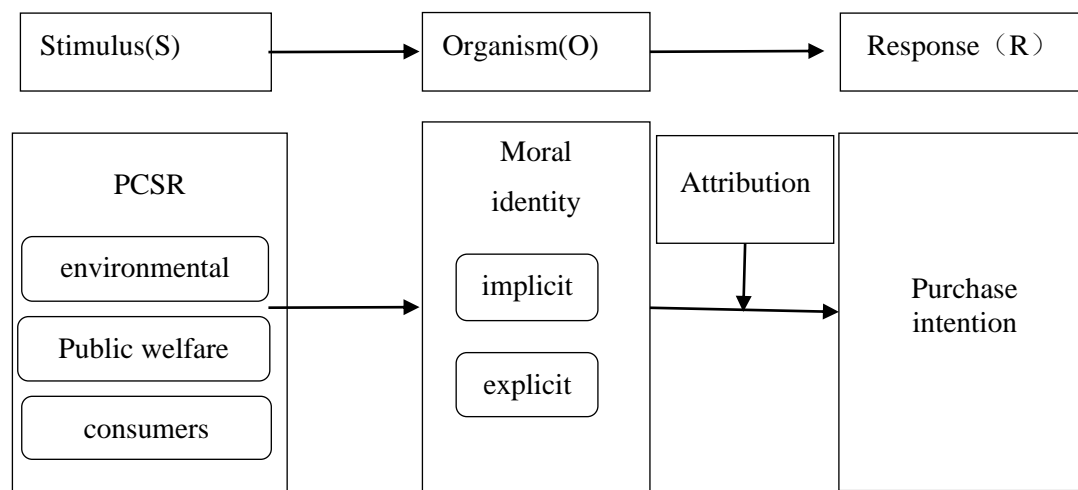 Stimulus(S)
Organism(O)
Response（R）
PCSR
environmental
Public welfare
consumers
Moral
identity
implicit
explicit
Attribution
Purchase
intention